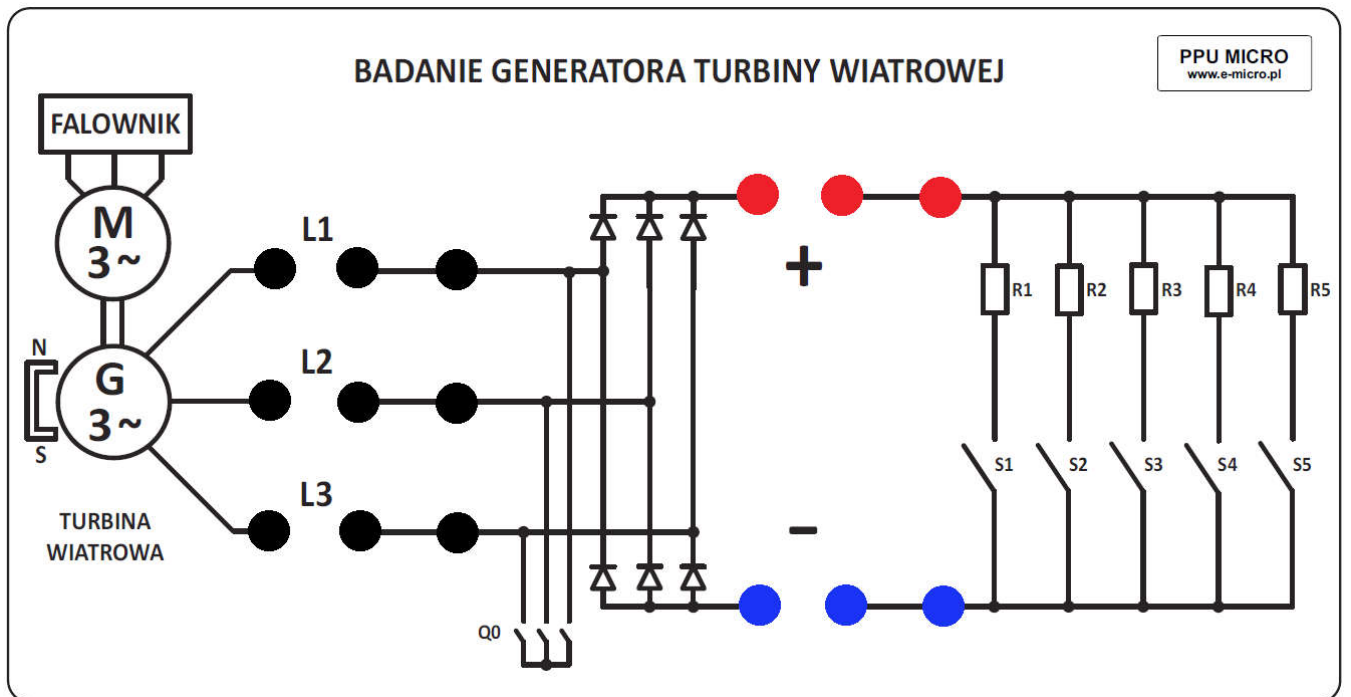 BADANIE GENERATORA TURBINY WIATROWEJ
PPU MICRO
www.e-micro.pl
FALOWNIK
M
3 ~
L1
+
R1
R2
R3
R4
R5
N
G
3 ~
S
L2
S1
S2
S3
S4
S5
L3
-
TURBINA
WIATROWA
Q0